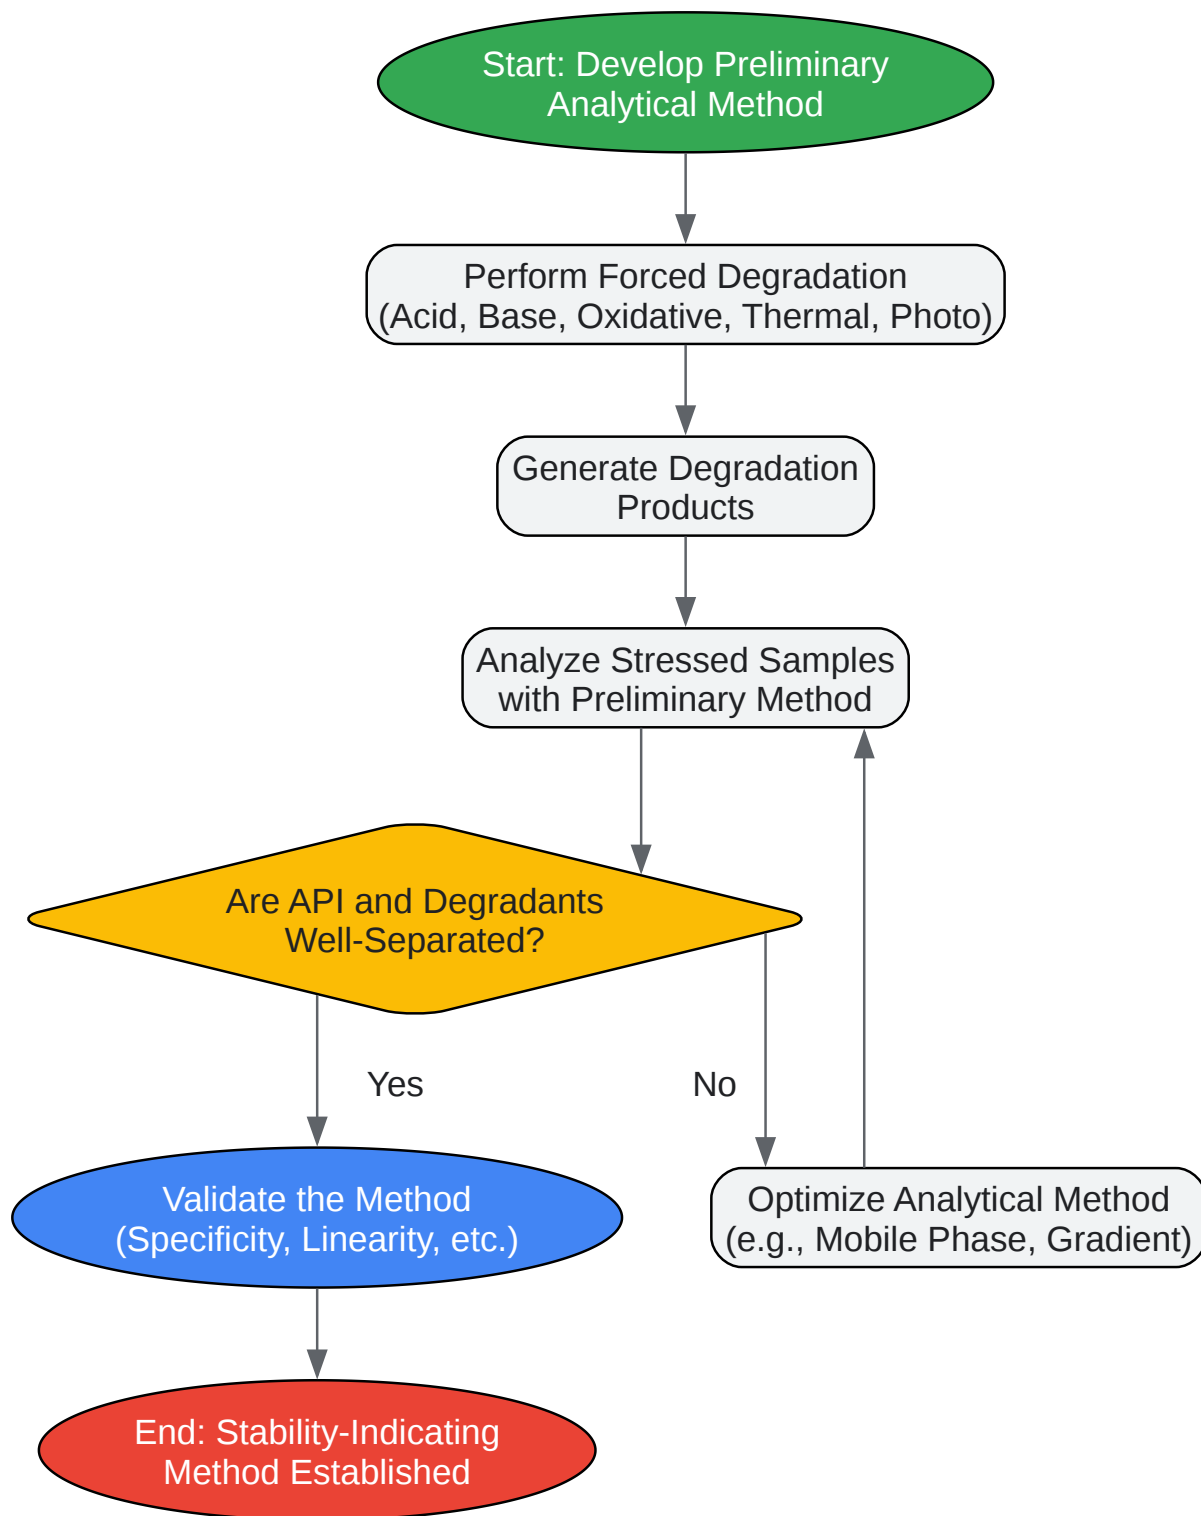 Start: Develop Preliminary
Analytical Method
Perform Forced Degradation
(Acid, Base, Oxidative, Thermal, Photo)
Generate Degradation
Products
Analyze Stressed Samples
with Preliminary Method
Are API and Degradants
Well-Separated?
Yes
No
Validate the Method
(Specificity, Linearity, etc.)
Optimize Analytical Method
(e.g., Mobile Phase, Gradient)
End: Stability-Indicating
Method Established